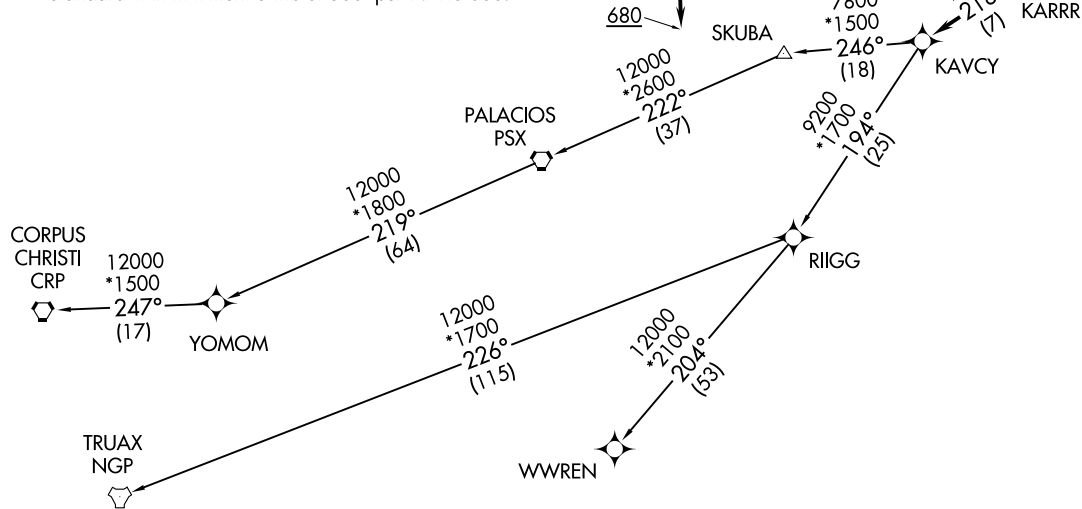 680
7800
*1500
246°
(18)
(7)
KARRR
SKUBA
KAVCY
12000
*2600
222°
(37)
PALACIOS
PSX
9200
*1700
194°
(25)
12000
*1800
219°
(64)
CORPUS
CHRISTI
CRP
12000
*1500
247°
(17)
YOMOM
RIIGG
12000
*1700
226°
(115)
12000
*2100
204°
(53)
TRUAX
NGP
WWREN